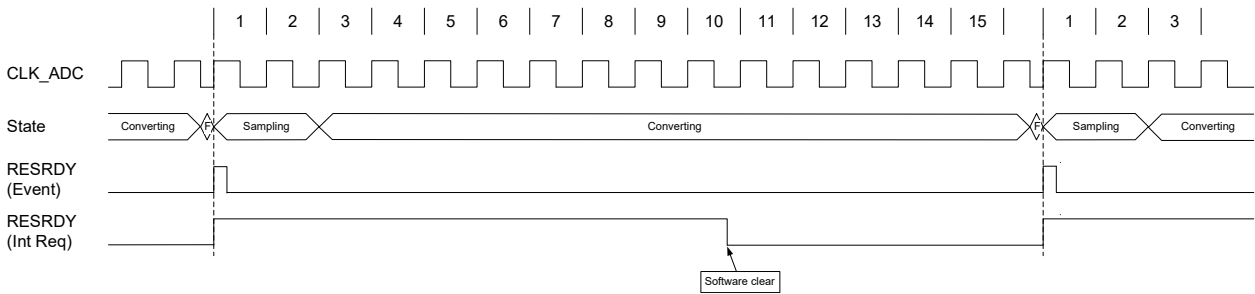 1 2 3 4 5 6 7 8 9 10 11 12 13 14 15 1 2 3
CLK_ADC
State Converting F Sampling Converting F Sampling Converting
RESRDY
(Event)
RESRDY
(Int Req)
Software clear